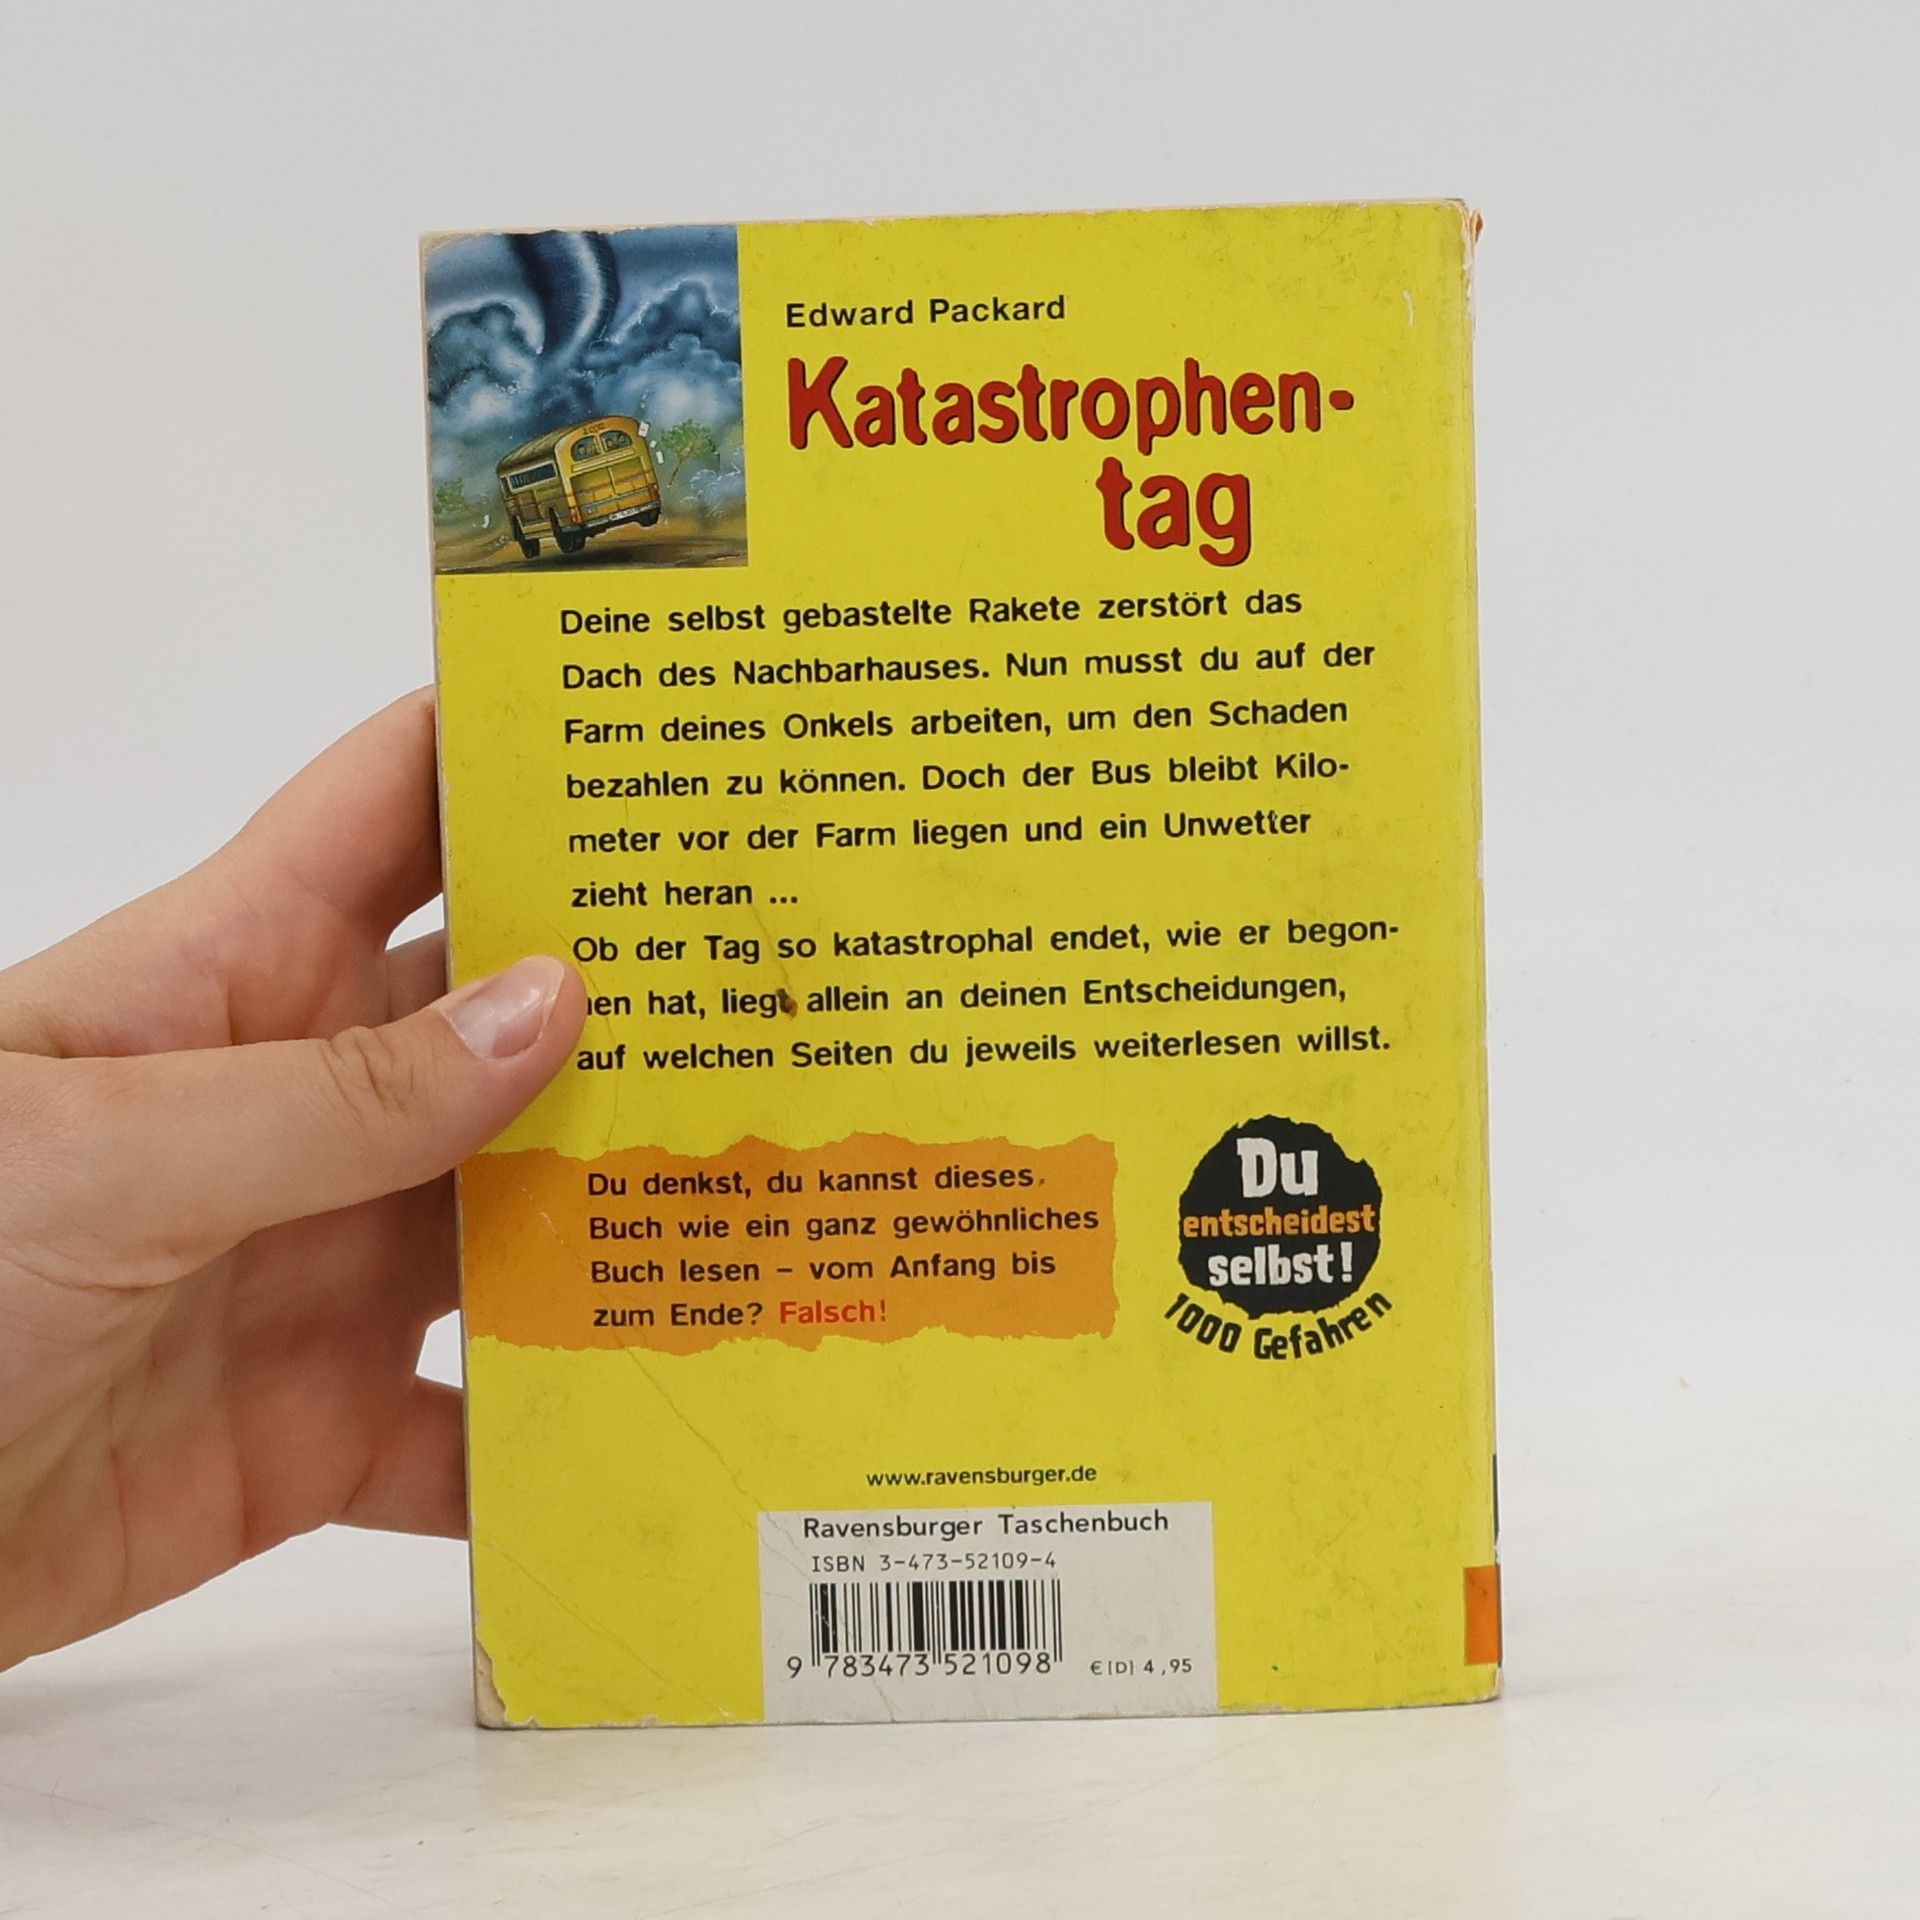 Edward Packard
Katastrophen-
tag
Deine selbst gebastelte Rakete zerstört das
Dach des Nachbarhauses. Nun musst du auf der
Farm deines Onkels arbeiten, um den Schaden
bezahlen zu können. Doch der Bus bleibt Kilo-
meter vor der Farm liegen und ein Unwetter
zieht heran ...
Ob der Tag so katastrophal endet, wie er begon-
nen hat, liegt allein an deinen Entscheidungen,
auf welchen Seiten du jeweils weiterlesen willst.
Du denkst, du kannst dieses
Buch wie ein ganz gewöhnliches
Buch lesen – vom Anfang bis
zum Ende? Falsch!
Du
entscheidest
selbst!
1000 Gefahren
www.ravensburger.de
Ravensburger Taschenbuch
ISBN 3-473-52109-4
9 783473 521098
€ [D] 4,95